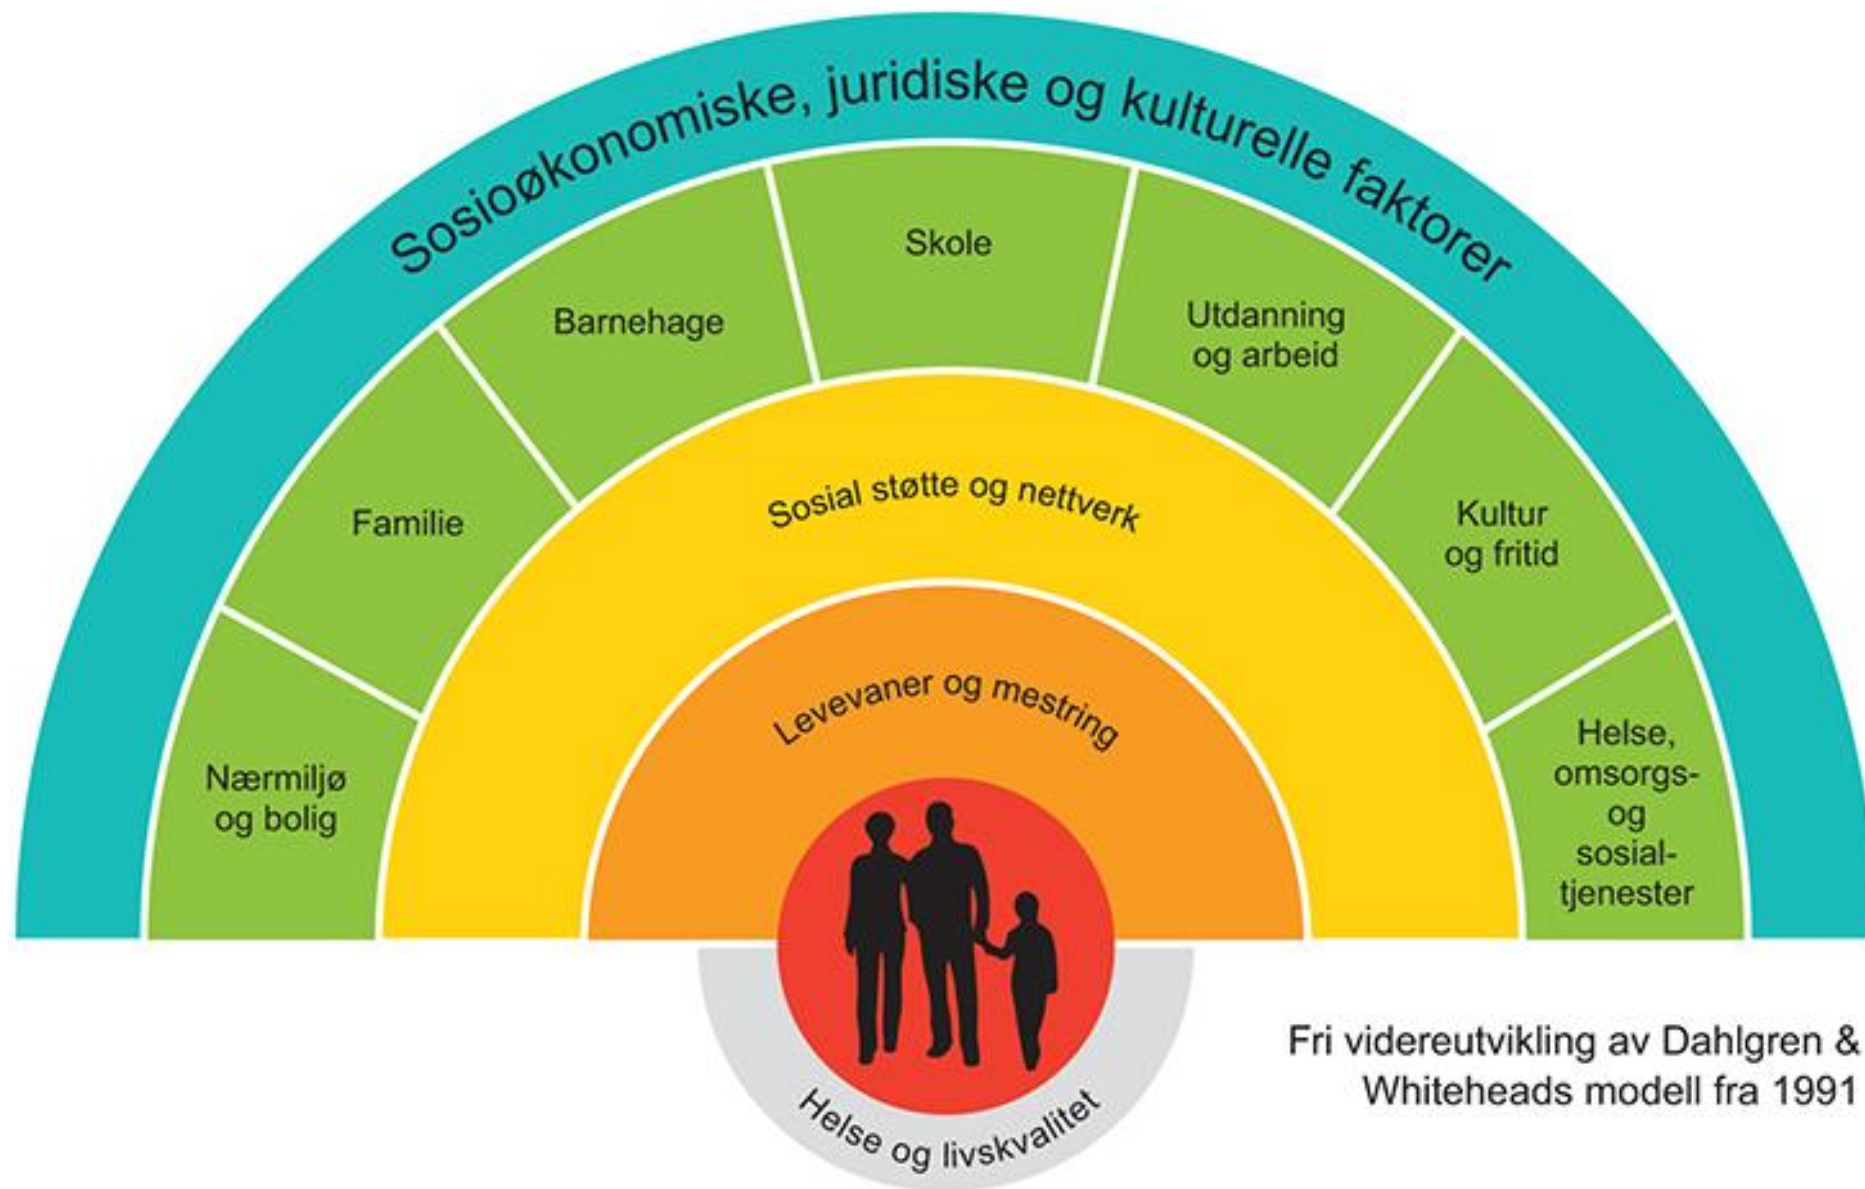 Sosioøkonomiske, juridiske og kulturelle faktorer
Skole
Barnehage
Utdanning
og arbeid
Familie
Kultur
og fritid
Nærmiljø
og bolig
Helse,
omsorgs-
og
sosial-
tjenester
Sosial støtte og nettverk
Levevaner og mestring
Helse og livskvalitet
Fri videreutvikling av Dahlgren &
Whiteheads modell fra 1991